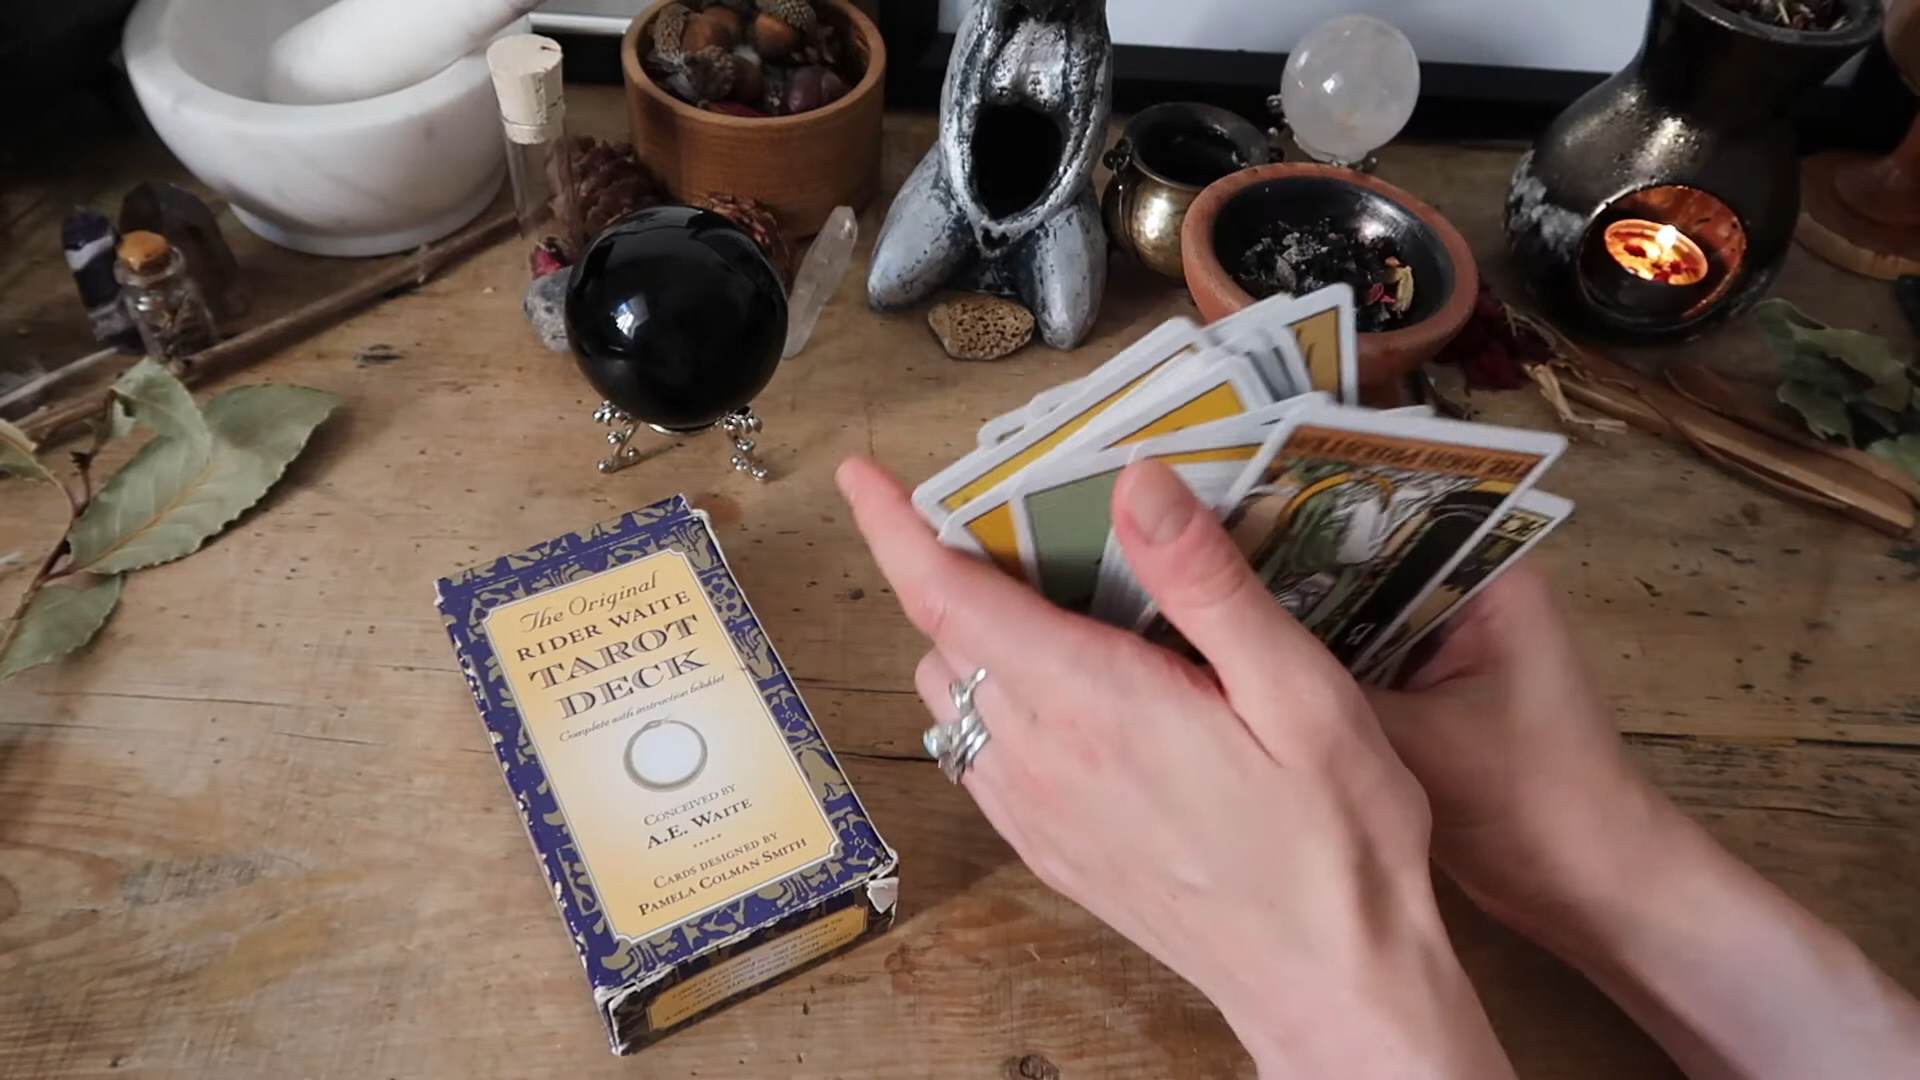 The Original
RIDER WAITE
TAROT
DECK
Complete with instruction booklet
CONCEIVED BY
A.E. WAITE
CARDS DESIGNED BY
PAMELA COLMAN SMITH